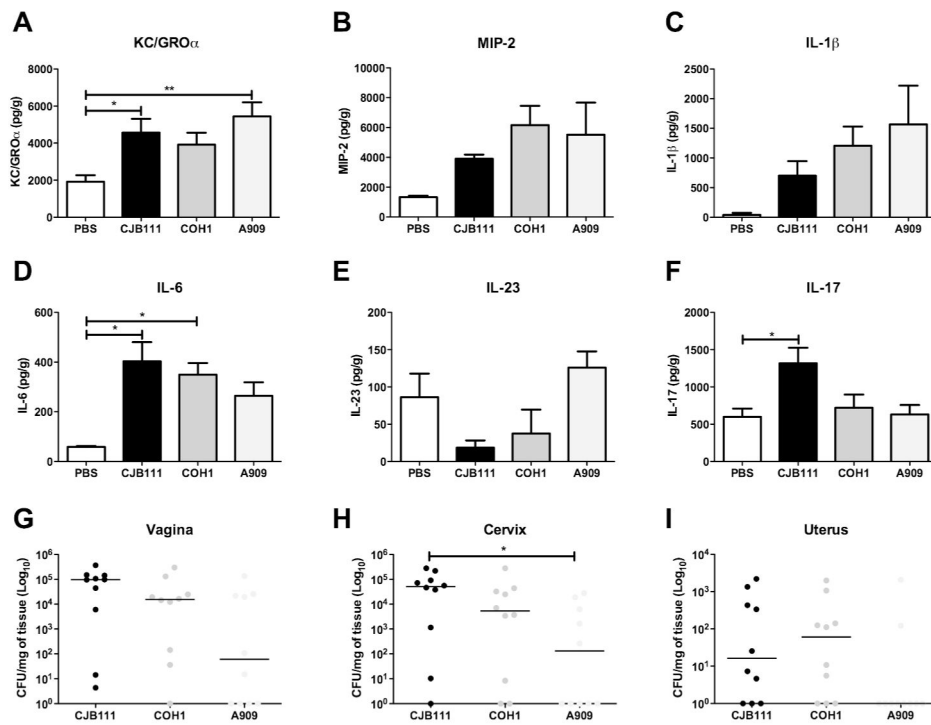 A
KC/GROα
KC/GROα (pg/g)
8000
6000
4000
2000
0
*
**
PBS CJB111 COH1 A909
B
MIP-2
MIP-2 (pg/g)
10000
8000
6000
4000
2000
0
PBS CJB111 COH1 A909
C
IL-1β
IL-1β (pg/g)
2500
2000
1500
1000
500
0
PBS CJB111 COH1 A909
D
IL-6
IL-6 (pg/g)
600
400
200
0
*
*
PBS CJB111 COH1 A909
E
IL-23
IL-23 (pg/g)
150
100
50
0
PBS CJB111 COH1 A909
F
IL-17
IL-17 (pg/g)
2000
1500
1000
500
0
*
PBS CJB111 COH1 A909
G
Vagina
CFU/mg of tissue (Log₁₀)
10⁶
10⁵
10⁴
10³
10²
10¹
10⁰
CJB111 COH1 A909
H
Cervix
CFU/mg of tissue (Log₁₀)
10⁶
10⁵
10⁴
10³
10²
10¹
10⁰
*
CJB111 COH1 A909
I
Uterus
CFU/mg of tissue (Log₁₀)
10⁴
10³
10²
10¹
10⁰
CJB111 COH1 A909